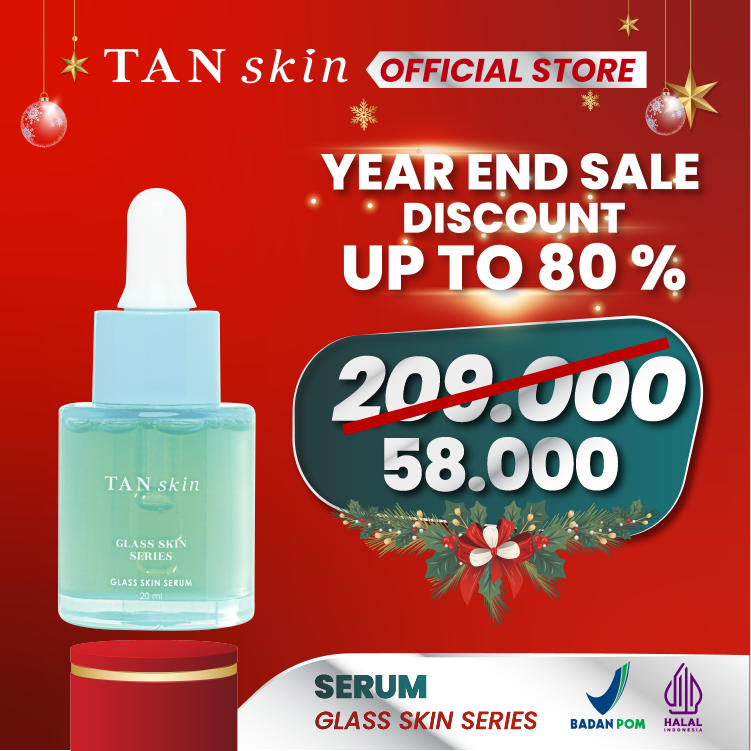 TAN skin OFFICIAL STORE
YEAR END SALE
DISCOUNT
UP TO 80 %
209.000
58.000
TAN skin
GLASS SKIN
SERIES
GLASS SKIN SERUM
20 ml
SERUM
GLASS SKIN SERIES
BADAN POM
HALAL
INDONESIA